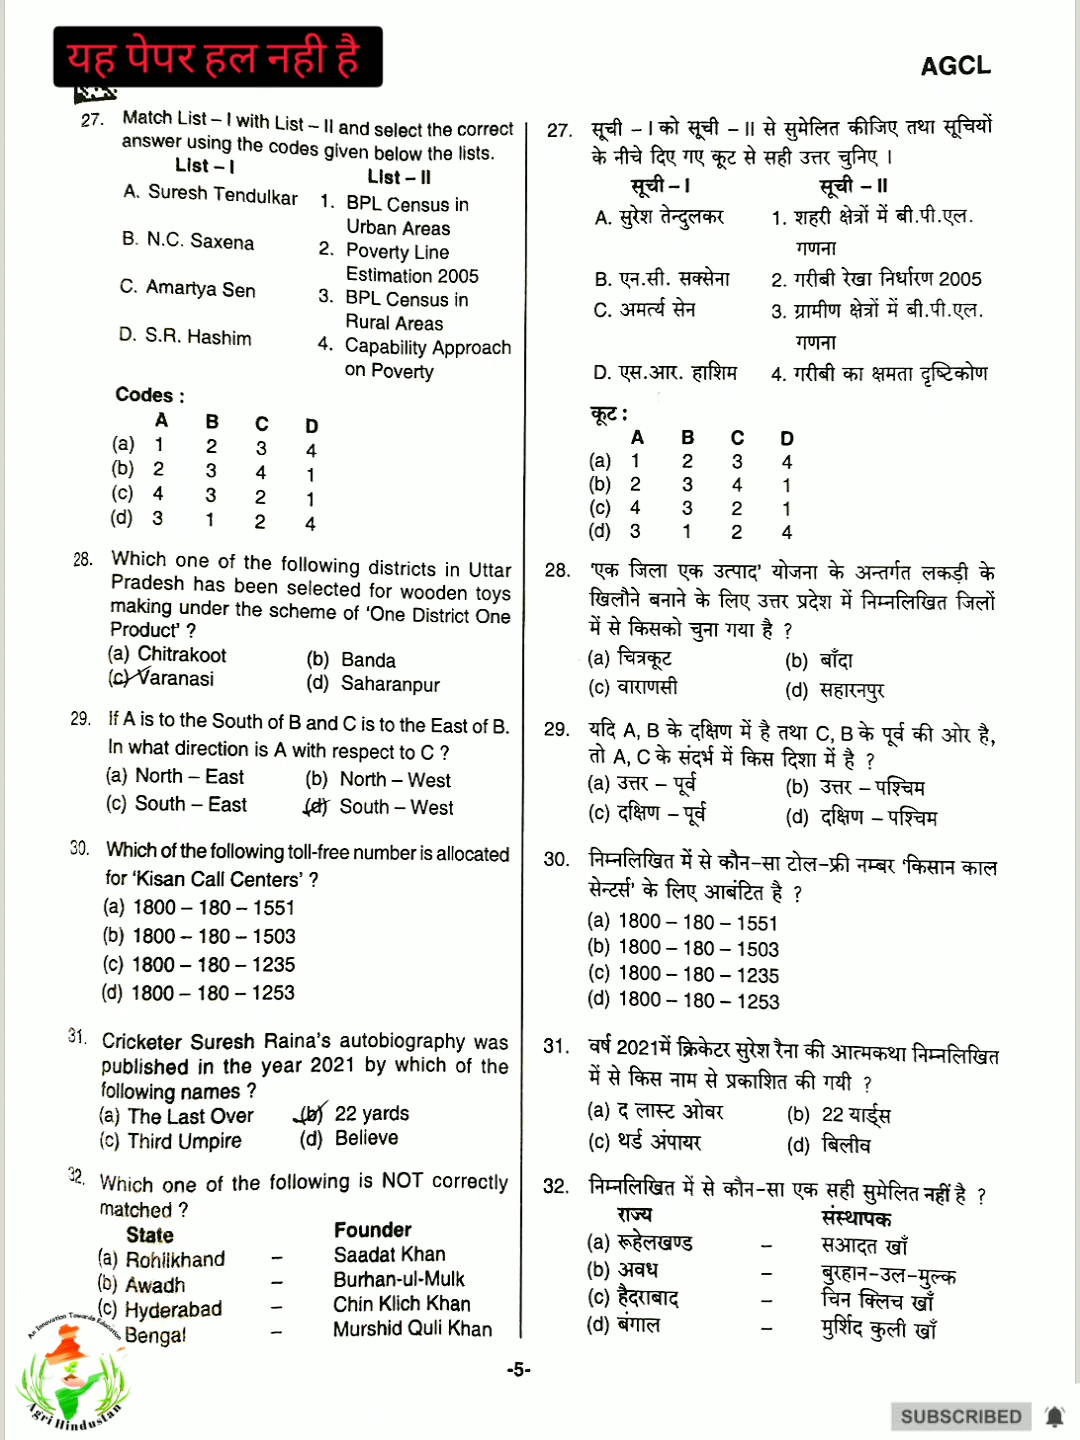 यह पेपर हल नही है
AGCL
27. Match List – I with List – II and select the correct
answer using the codes given below the lists.
List – I List – II
A. Suresh Tendulkar 1. BPL Census in
Urban Areas
B. N.C. Saxena 2. Poverty Line
Estimation 2005
C. Amartya Sen 3. BPL Census in
Rural Areas
D. S.R. Hashim 4. Capability Approach
on Poverty
Codes :
A B C D
(a) 1 2 3 4
(b) 2 3 4 1
(c) 4 3 2 1
(d) 3 1 2 4
28. Which one of the following districts in Uttar
Pradesh has been selected for wooden toys
making under the scheme of 'One District One
Product' ?
(a) Chitrakoot (b) Banda
(c) Varanasi (d) Saharanpur
29. If A is to the South of B and C is to the East of B.
In what direction is A with respect to C ?
(a) North – East (b) North – West
(c) South – East (d) South – West
30. Which of the following toll-free number is allocated
for 'Kisan Call Centers' ?
(a) 1800 – 180 – 1551
(b) 1800 – 180 – 1503
(c) 1800 – 180 – 1235
(d) 1800 – 180 – 1253
31. Cricketer Suresh Raina's autobiography was
published in the year 2021 by which of the
following names ?
(a) The Last Over (b) 22 yards
(c) Third Umpire (d) Believe
32. Which one of the following is NOT correctly
matched ?
State Founder
(a) Rohilkhand – Saadat Khan
(b) Awadh – Burhan-ul-Mulk
(c) Hyderabad – Chin Klich Khan
Bengal – Murshid Quli Khan
27. सूची – I को सूची – II से सुमेलित कीजिए तथा सूचियों
के नीचे दिए गए कूट से सही उत्तर चुनिए ।
सूची – I सूची – II
A. सुरेश तेन्दुलकर 1. शहरी क्षेत्रों में बी.पी.एल.
गणना
B. एन.सी. सक्सेना 2. गरीबी रेखा निर्धारण 2005
C. अमर्त्य सेन 3. ग्रामीण क्षेत्रों में बी.पी.एल.
गणना
D. एस.आर. हाशिम 4. गरीबी का क्षमता दृष्टिकोण
कूट :
A B C D
(a) 1 2 3 4
(b) 2 3 4 1
(c) 4 3 2 1
(d) 3 1 2 4
28. 'एक जिला एक उत्पाद' योजना के अन्तर्गत लकड़ी के
खिलौने बनाने के लिए उत्तर प्रदेश में निम्नलिखित जिलों
में से किसको चुना गया है ?
(a) चित्रकूट (b) बाँदा
(c) वाराणसी (d) सहारनपुर
29. यदि A, B के दक्षिण में है तथा C, B के पूर्व की ओर है,
तो A, C के संदर्भ में किस दिशा में है ?
(a) उत्तर – पूर्व (b) उत्तर – पश्चिम
(c) दक्षिण – पूर्व (d) दक्षिण – पश्चिम
30. निम्नलिखित में से कौन–सा टोल–फ्री नम्बर 'किसान काल
सेन्टर्स' के लिए आबंटित है ?
(a) 1800 – 180 – 1551
(b) 1800 – 180 – 1503
(c) 1800 – 180 – 1235
(d) 1800 – 180 – 1253
31. वर्ष 2021में क्रिकेटर सुरेश रैना की आत्मकथा निम्नलिखित
में से किस नाम से प्रकाशित की गयी ?
(a) द लास्ट ओवर (b) 22 यार्ड्स
(c) थर्ड अंपायर (d) बिलीव
32. निम्नलिखित में से कौन–सा एक सही सुमेलित नहीं है ?
राज्य संस्थापक
(a) रूहेलखण्ड – सआदत खाँ
(b) अवध – बुरहान–उल–मुल्क
(c) हैदराबाद – चिन क्लिच खाँ
(d) बंगाल – मुर्शिद कुली खाँ
-5-
An Innovation Towards Education
Agri Hindustan
SUBSCRIBED